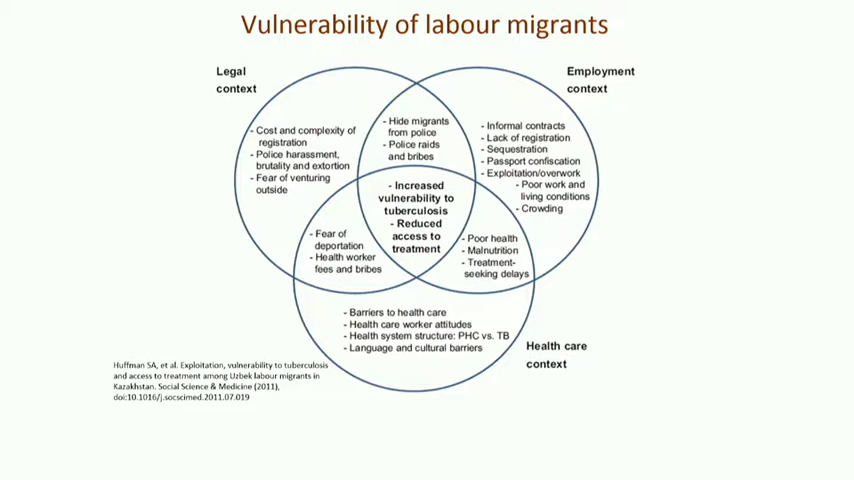 Vulnerability of labour migrants
Legal
context
Employment
context
- Cost and complexity of
registration
- Police harassment,
brutality and extortion
- Fear of venturing
outside
- Hide migrants
from police
- Police raids
and bribes
- Informal contracts
- Lack of registration
- Sequestration
- Passport confiscation
- Exploitation/overwork
- Poor work and
living conditions
- Crowding
- Increased
vulnerability to
tuberculosis
- Reduced
access to
treatment
- Fear of
deportation
- Health worker
fees and bribes
- Poor health
- Malnutrition
- Treatment-
seeking delays
- Barriers to health care
- Health care worker attitudes
- Health system structure: PHC vs. TB
- Language and cultural barriers
Health care
context
Huffman SA, et al. Exploitation, vulnerability to tuberculosis
and access to treatment among Uzbek labour migrants in
Kazakhstan. Social Science & Medicine (2011),
doi:10.1016/j.socscimed.2011.07.019